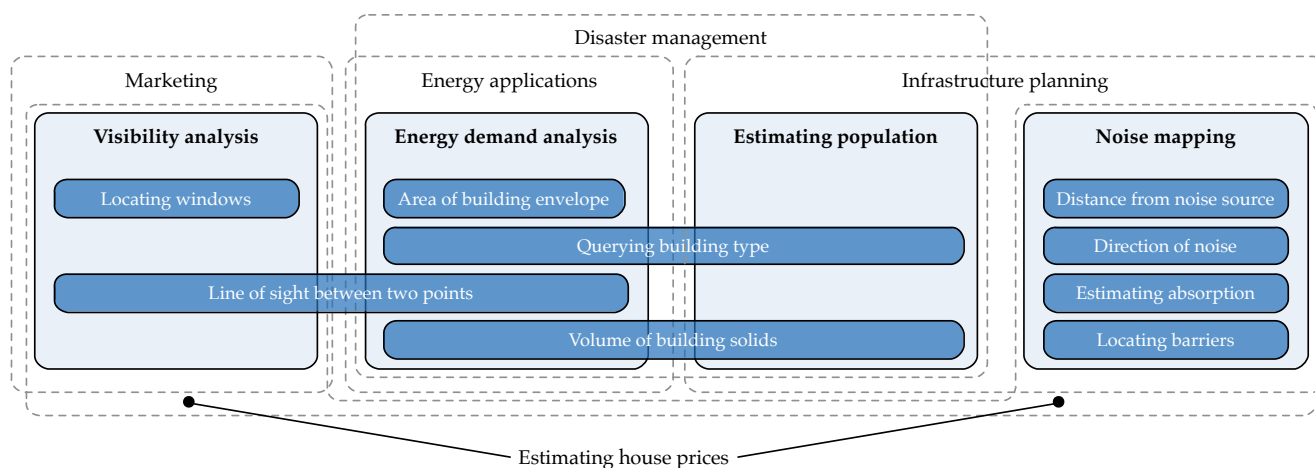 Disaster management
Marketing
Energy applications
Infrastructure planning
Visibility analysis
Energy demand analysis
Estimating population
Noise mapping
Locating windows
Area of building envelope
Distance from noise source
Querying building type
Direction of noise
Line of sight between two points
Estimating absorption
Volume of building solids
Locating barriers
Estimating house prices